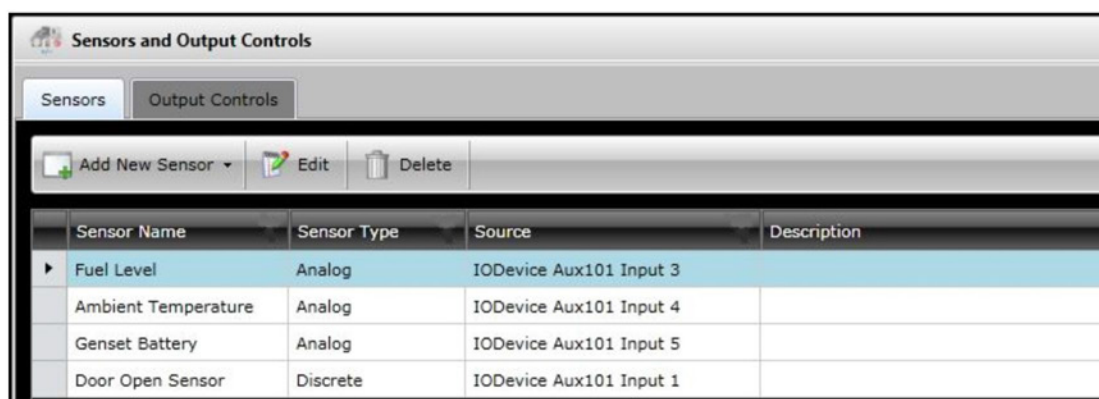 Sensors and Output Controls
Sensors Output Controls
Add New Sensor Edit Delete
Sensor Name Sensor Type Source Description
Fuel Level Analog IODevice Aux101 Input 3
Ambient Temperature Analog IODevice Aux101 Input 4
Genset Battery Analog IODevice Aux101 Input 5
Door Open Sensor Discrete IODevice Aux101 Input 1